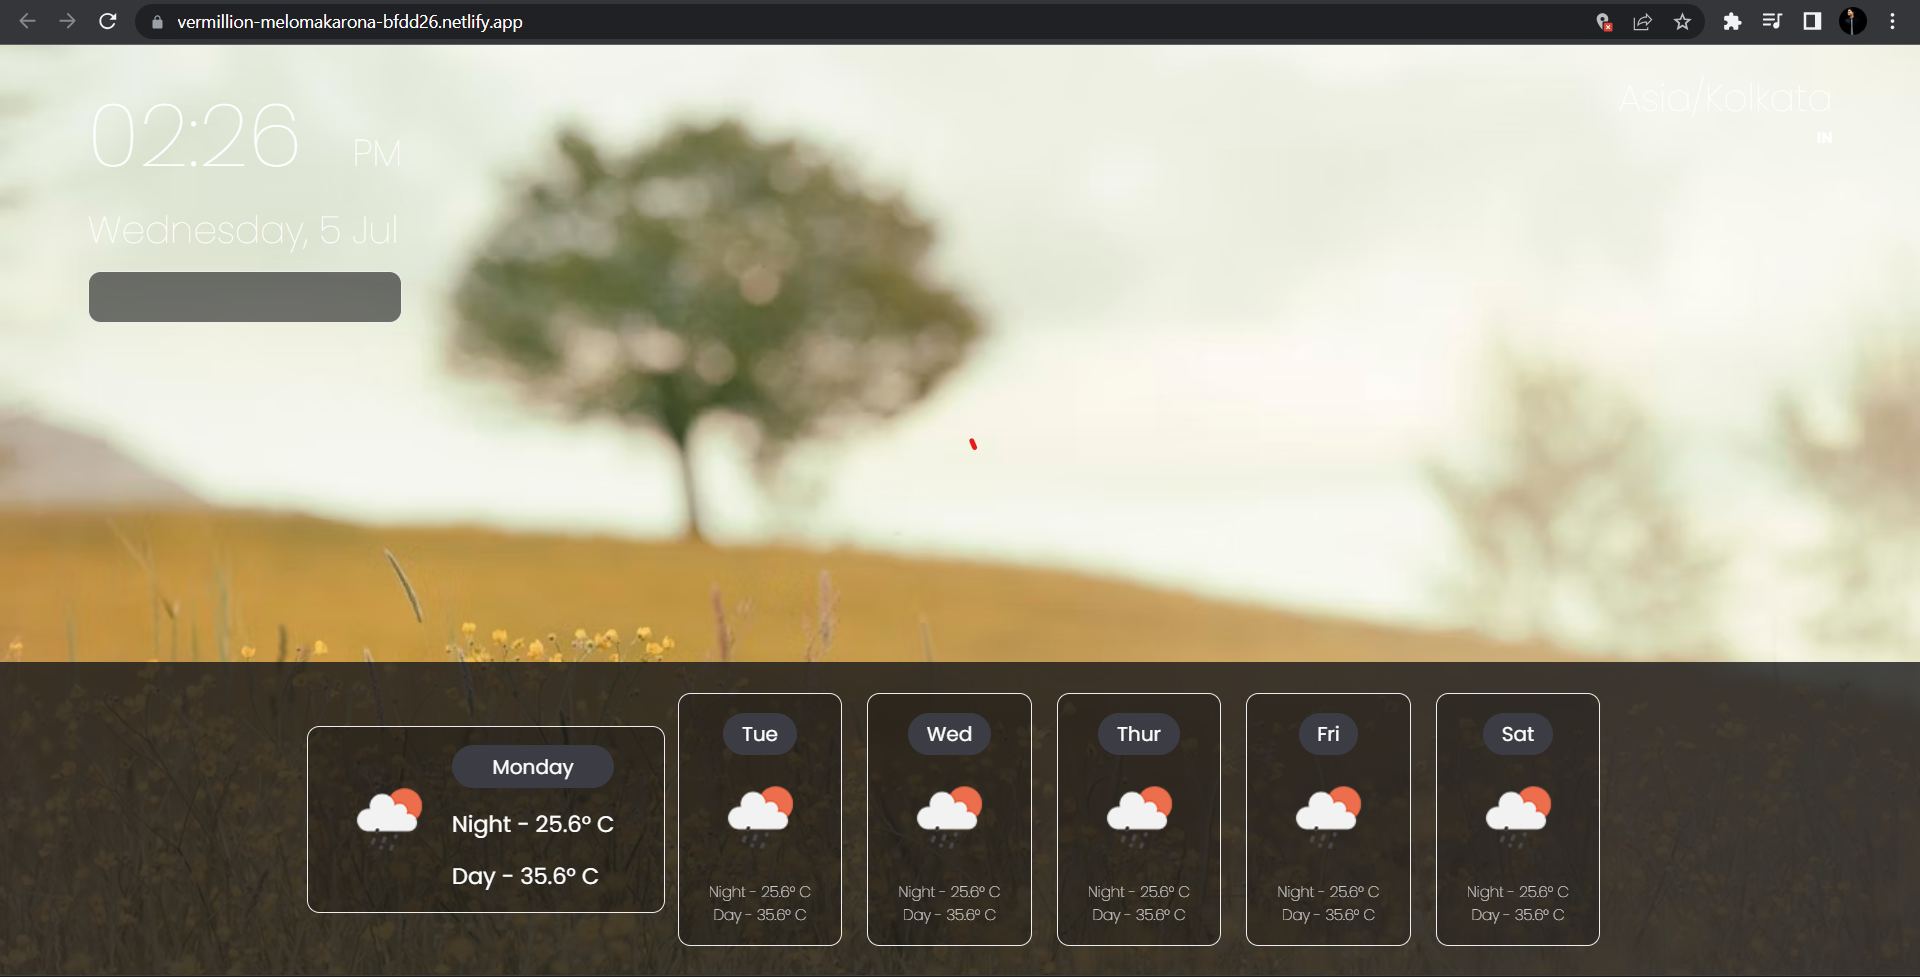 vermillion-melomakarona-bfdd26.netlify.app
02:26 PM
Wednesday, 5 Jul
Asia/Kolkata
IN
Monday
Night - 25.6° C
Day - 35.6° C
Tue
Night - 25.6° C
Day - 35.6° C
Wed
Night - 25.6° C
Day - 35.6° C
Thur
Night - 25.6° C
Day - 35.6° C
Fri
Night - 25.6° C
Day - 35.6° C
Sat
Night - 25.6° C
Day - 35.6° C